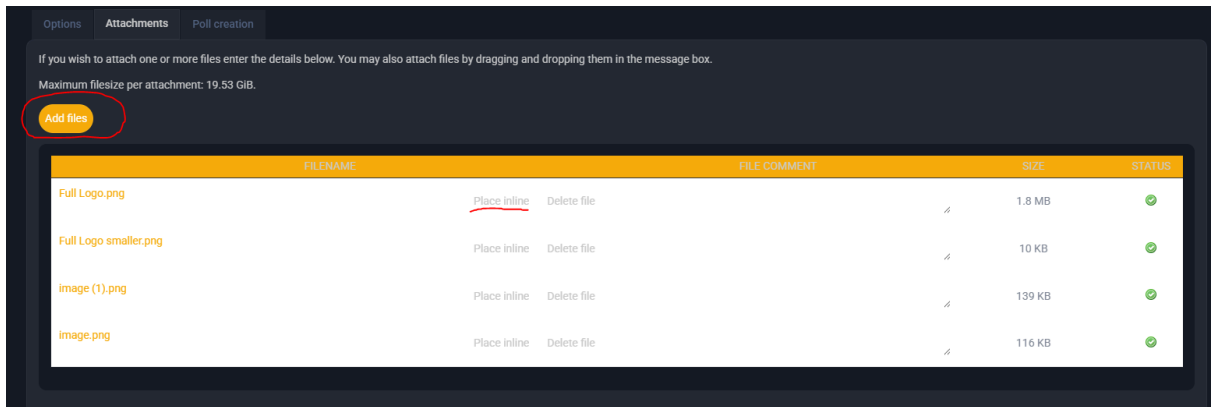 Options Attachments Poll creation
If you wish to attach one or more files enter the details below. You may also attach files by dragging and dropping them in the message box.
Maximum filesize per attachment: 19.53 GiB.
Add files
FILENAME FILE COMMENT SIZE STATUS
Full Logo.png Place inline Delete file 1.8 MB
Full Logo smaller.png Place inline Delete file 10 KB
image (1).png Place inline Delete file 139 KB
image.png Place inline Delete file 116 KB